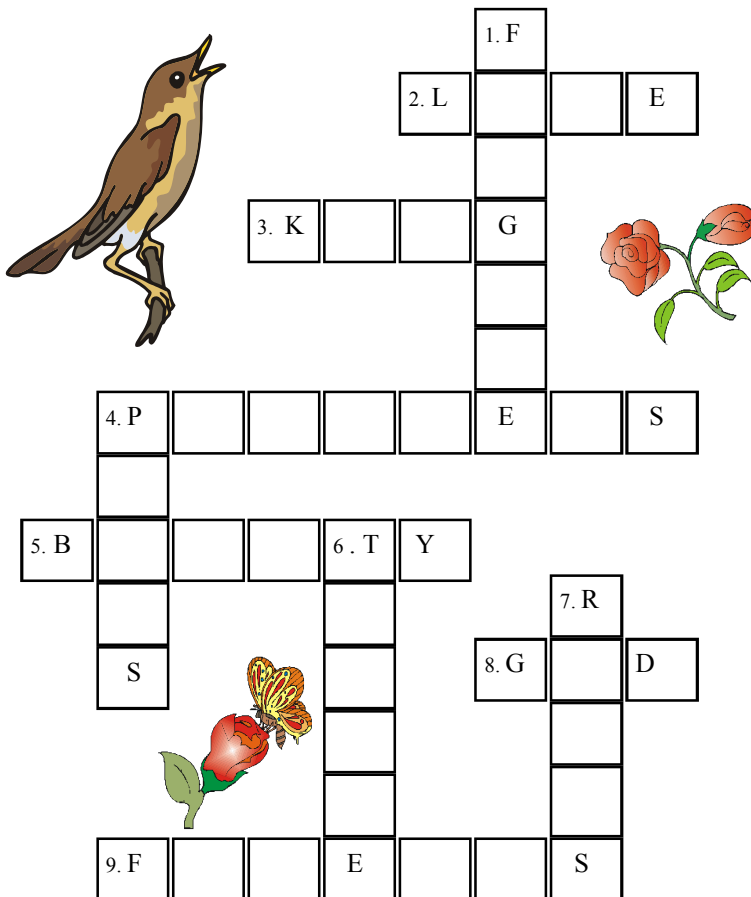 1. F
2. L E
3. K G
4. P E S
5. B 6. T Y
7. R
S 8. G D
9. F E S